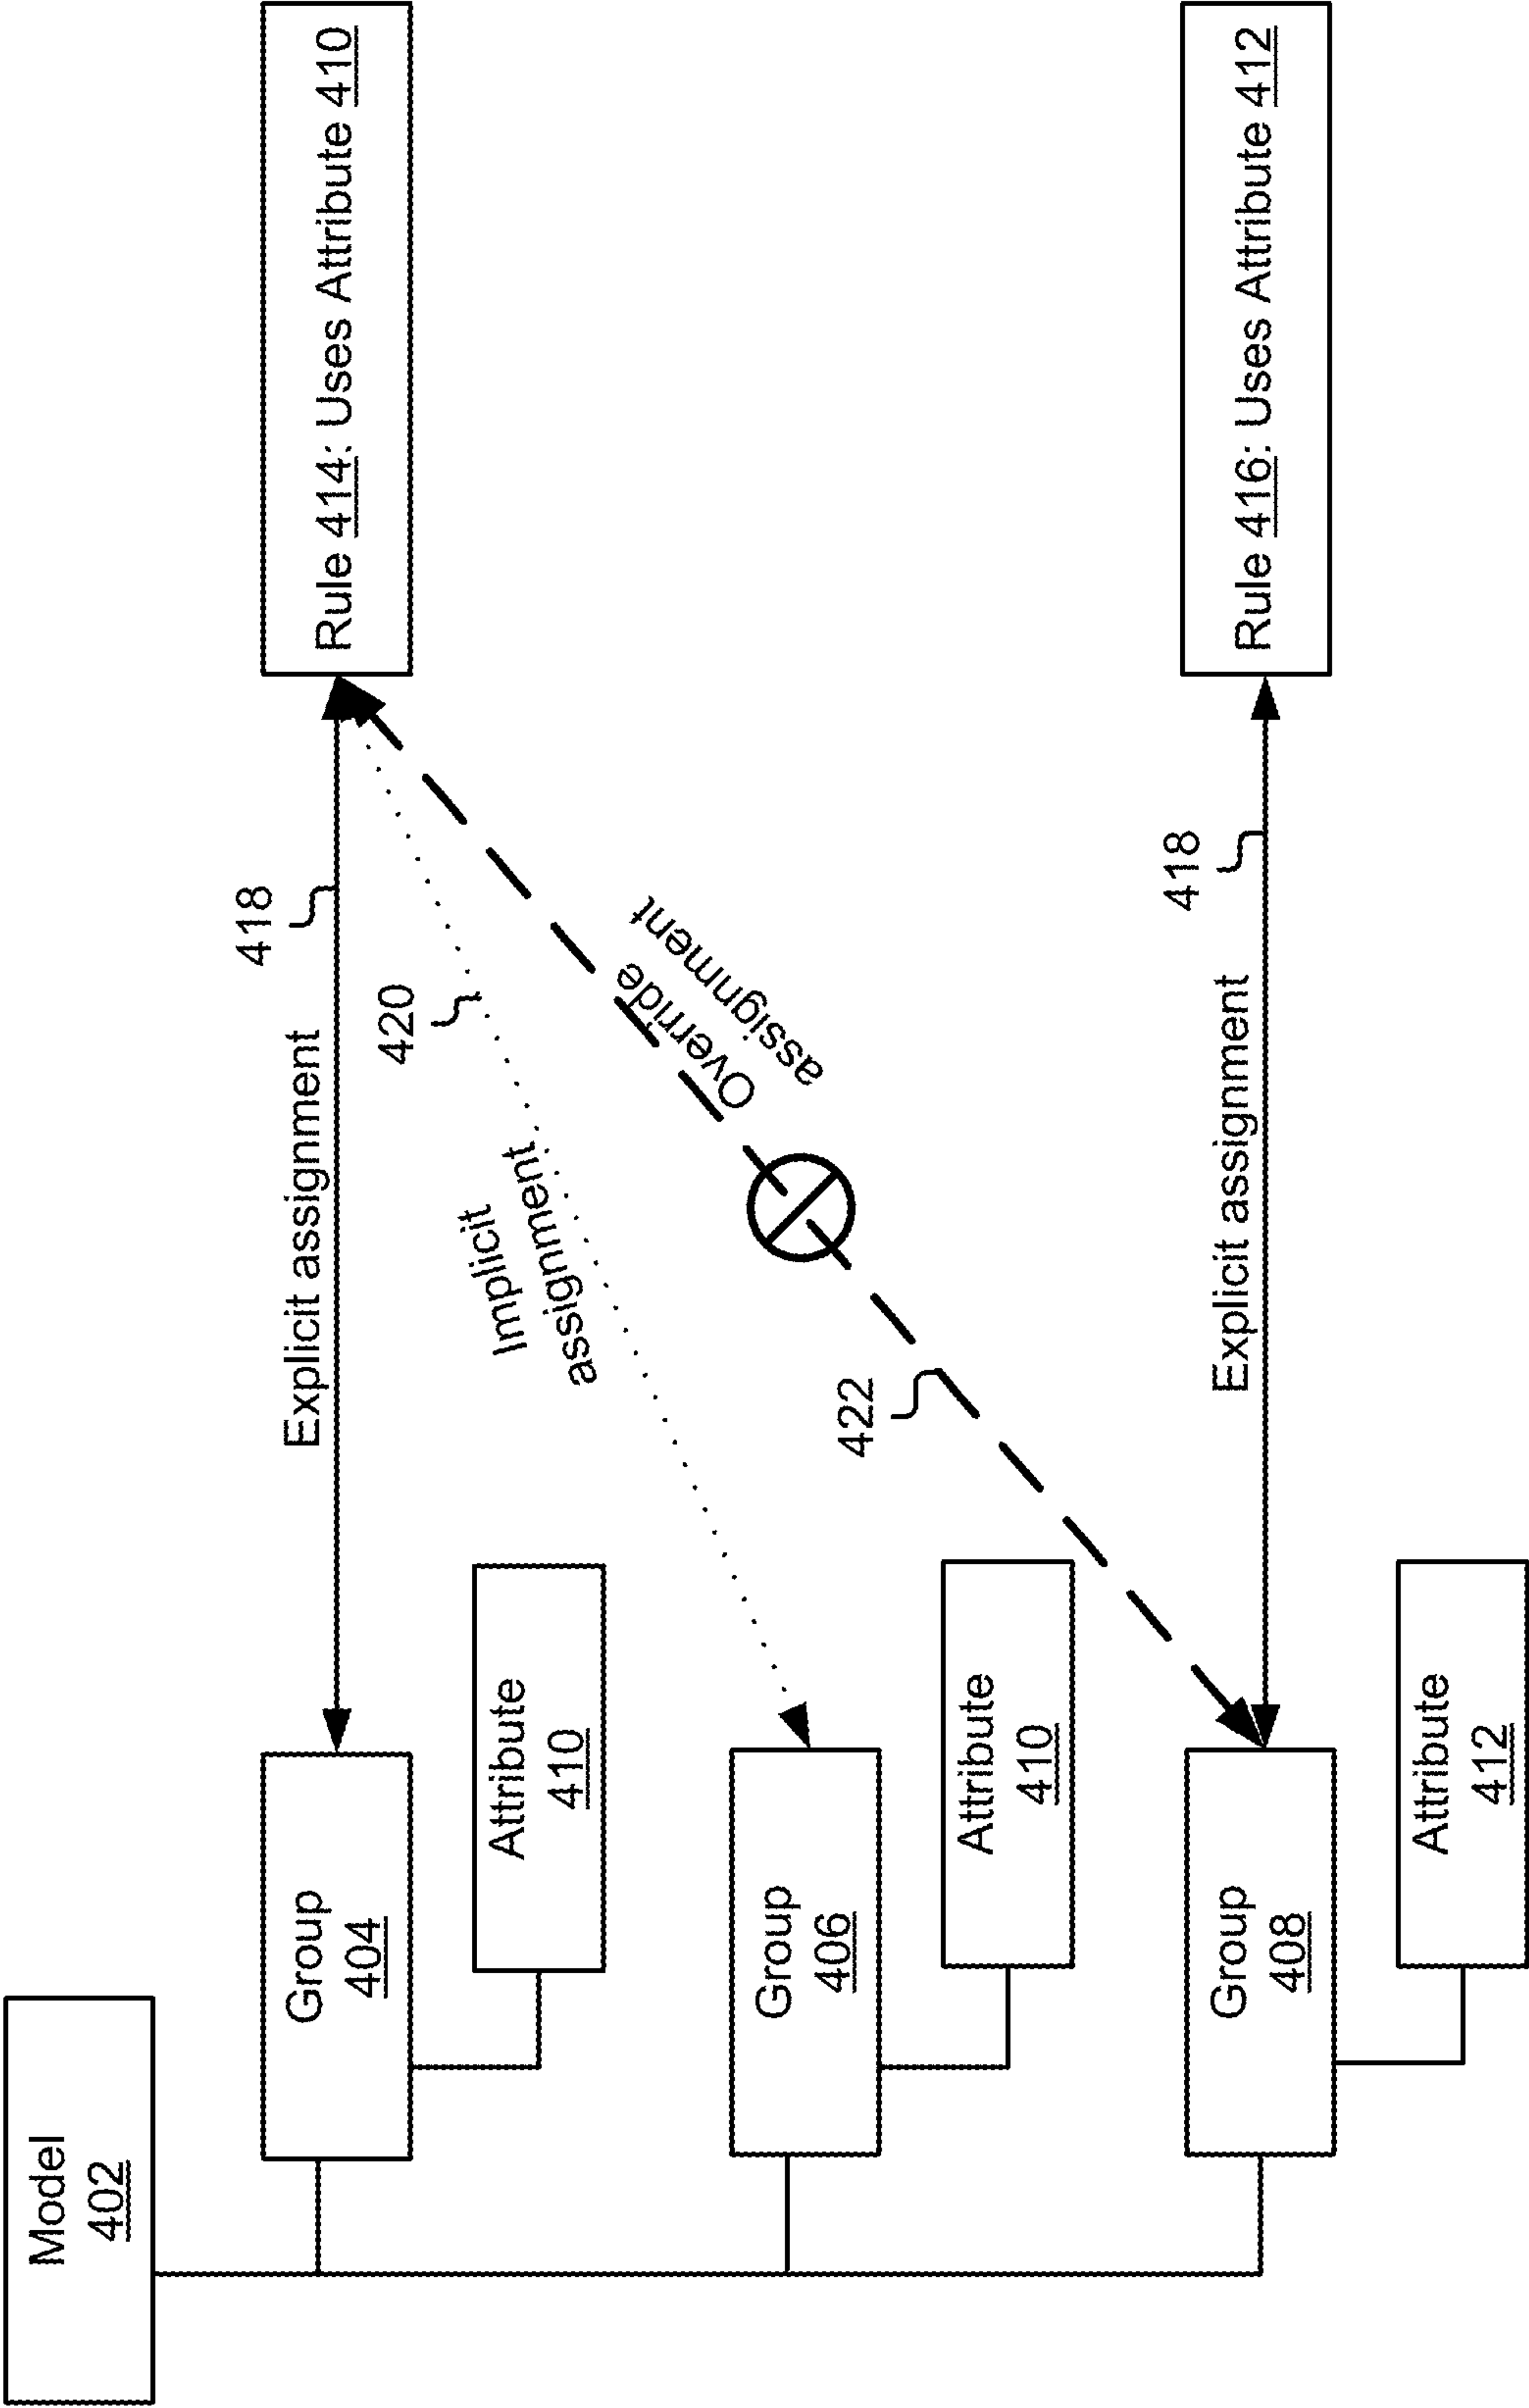 Model
402
Group
404
Explicit assignment
418
Rule 414: Uses Attribute 410
Attribute
410
420
Implicit
assignment
Override
assignment
Group
406
Attribute
410
422
Group
408
Explicit assignment
418
Rule 416: Uses Attribute 412
Attribute
412